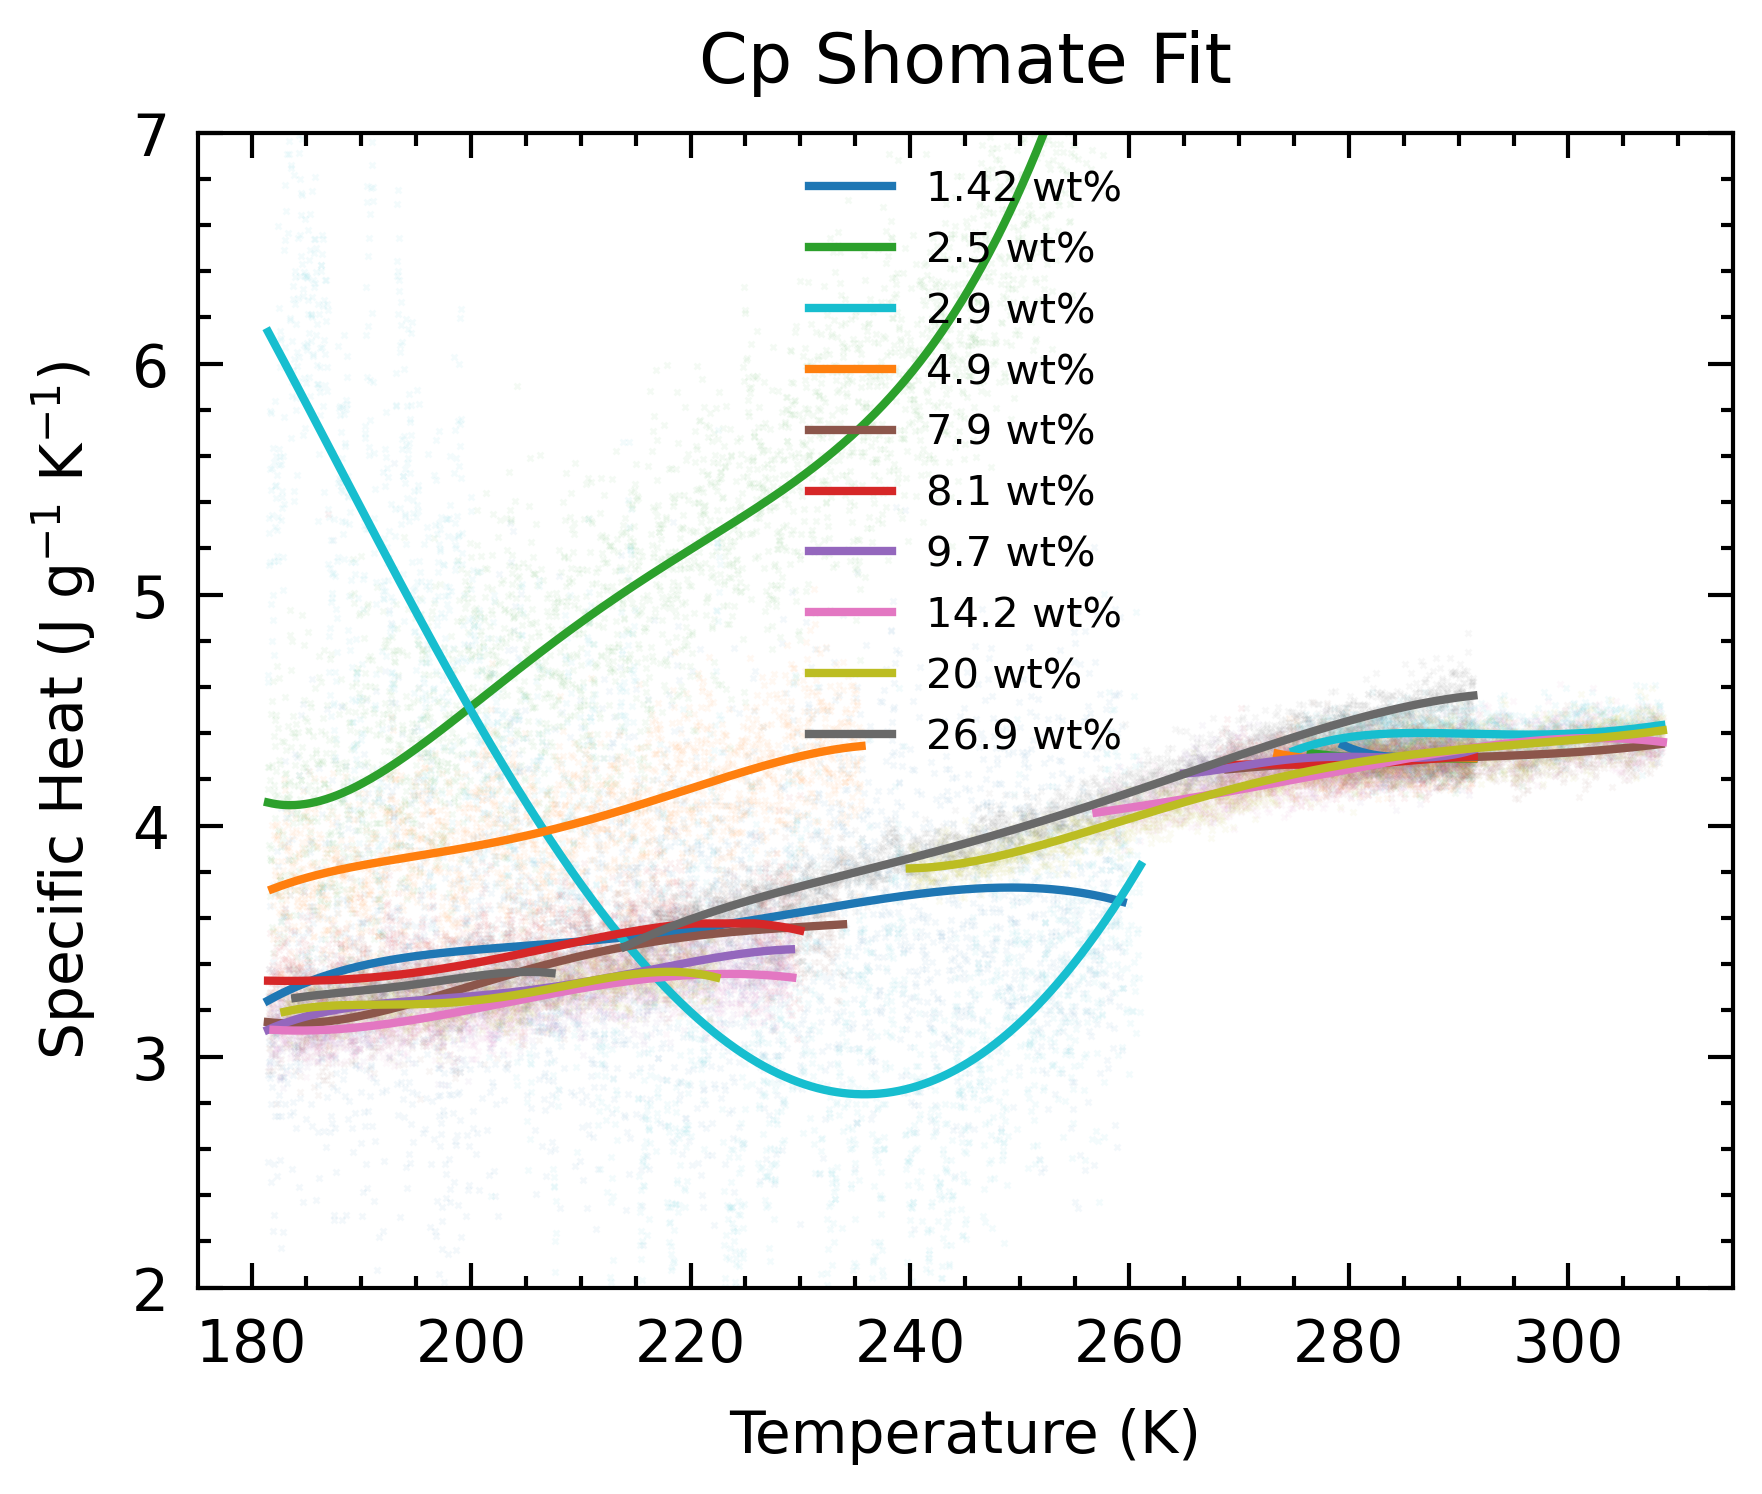 Cp Shomate Fit
7
6
5
4
3
2
Specific Heat (J g⁻¹ K⁻¹)
1.42 wt%
2.5 wt%
2.9 wt%
4.9 wt%
7.9 wt%
8.1 wt%
9.7 wt%
14.2 wt%
20 wt%
26.9 wt%
180 200 220 240 260 280 300
Temperature (K)